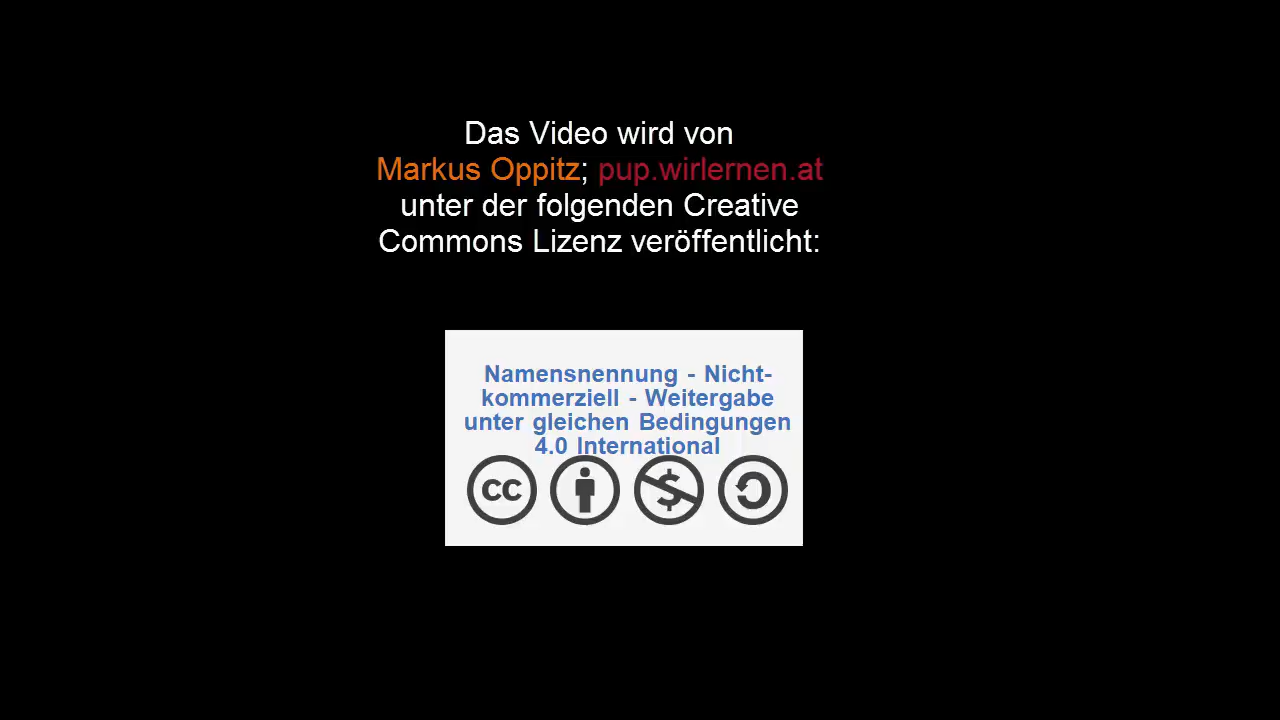 Das Video wird von
Markus Oppitz; pup.wirlernen.at
unter der folgenden Creative
Commons Lizenz veröffentlicht:
Namensnennung - Nicht-
kommerziell - Weitergabe
unter gleichen Bedingungen
4.0 International
cc